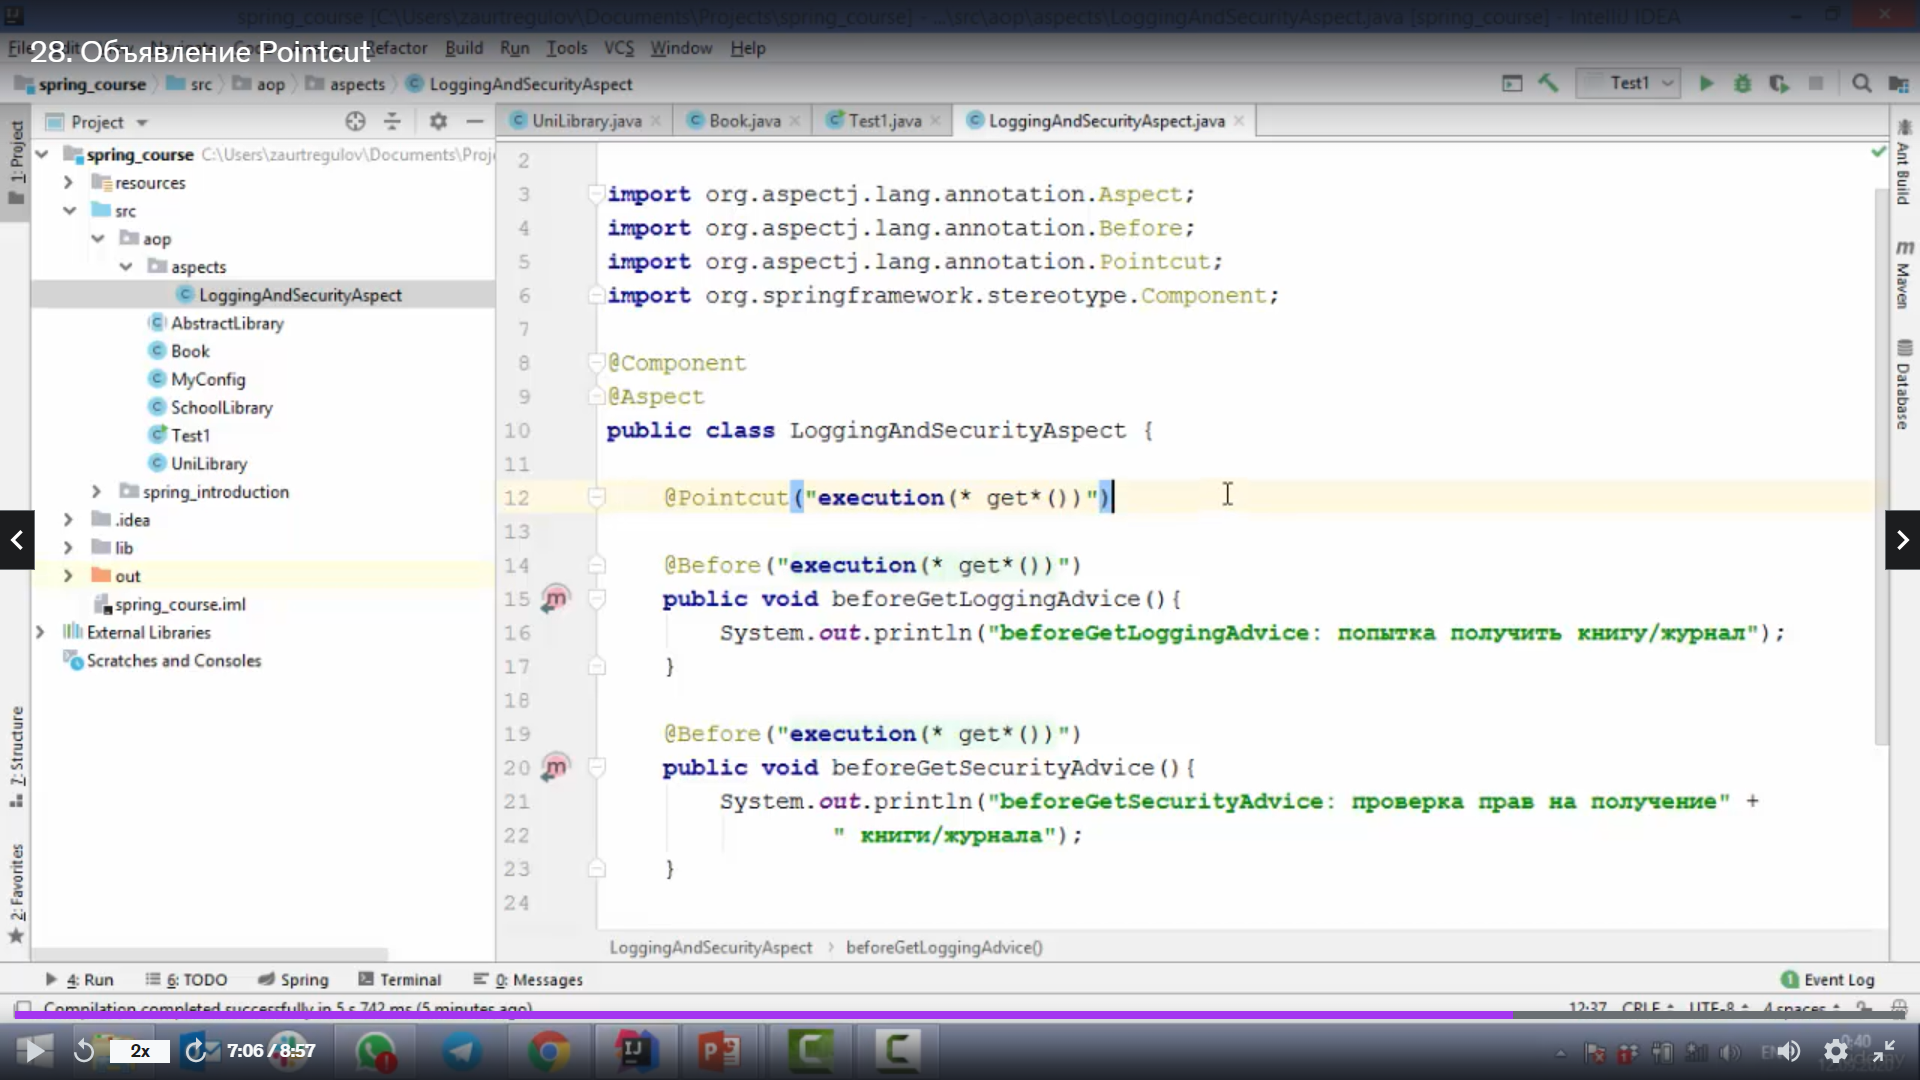 spring_course [C:\Users\zaurtregulov\Documents\Projects\spring_course] - ...\src\aop\aspects\LoggingAndSecurityAspect.java [spring_course] - IntelliJ IDEA
28. Объявление Pointcut
File Refactor Build Run Tools VCS Window Help
spring_course src aop aspects LoggingAndSecurityAspect
Test1
1: Project
Project
UniLibrary.java Book.java Test1.java LoggingAndSecurityAspect.java
spring_course C:\Users\zaurtregulov\Documents\Proj
resources
src
aop
aspects
LoggingAndSecurityAspect
AbstractLibrary
Book
MyConfig
SchoolLibrary
Test1
UniLibrary
spring_introduction
.idea
lib
out
spring_course.iml
External Libraries
Scratches and Consoles
7: Structure
2: Favorites
2
3 import org.aspectj.lang.annotation.Aspect;
4 import org.aspectj.lang.annotation.Before;
5 import org.aspectj.lang.annotation.Pointcut;
6 import org.springframework.stereotype.Component;
7
8 @Component
9 @Aspect
10 public class LoggingAndSecurityAspect {
11
12 @Pointcut("execution(* get*())")
13
14 @Before("execution(* get*())")
15 public void beforeGetLoggingAdvice(){
16 System.out.println("beforeGetLoggingAdvice: попытка получить книгу/журнал");
17 }
18
19 @Before("execution(* get*())")
20 public void beforeGetSecurityAdvice(){
21 System.out.println("beforeGetSecurityAdvice: проверка прав на получение" +
22 " книги/журнала");
23 }
24
LoggingAndSecurityAspect › beforeGetLoggingAdvice()
Ant Build
m Maven
Database
4: Run 6: TODO Spring Terminal 0: Messages
1 Event Log
Compilation completed successfully in 5 s 742 ms (5 minutes ago)
12:37 CRLF UTF-8 4 spaces
2x 7:06 / 8:57